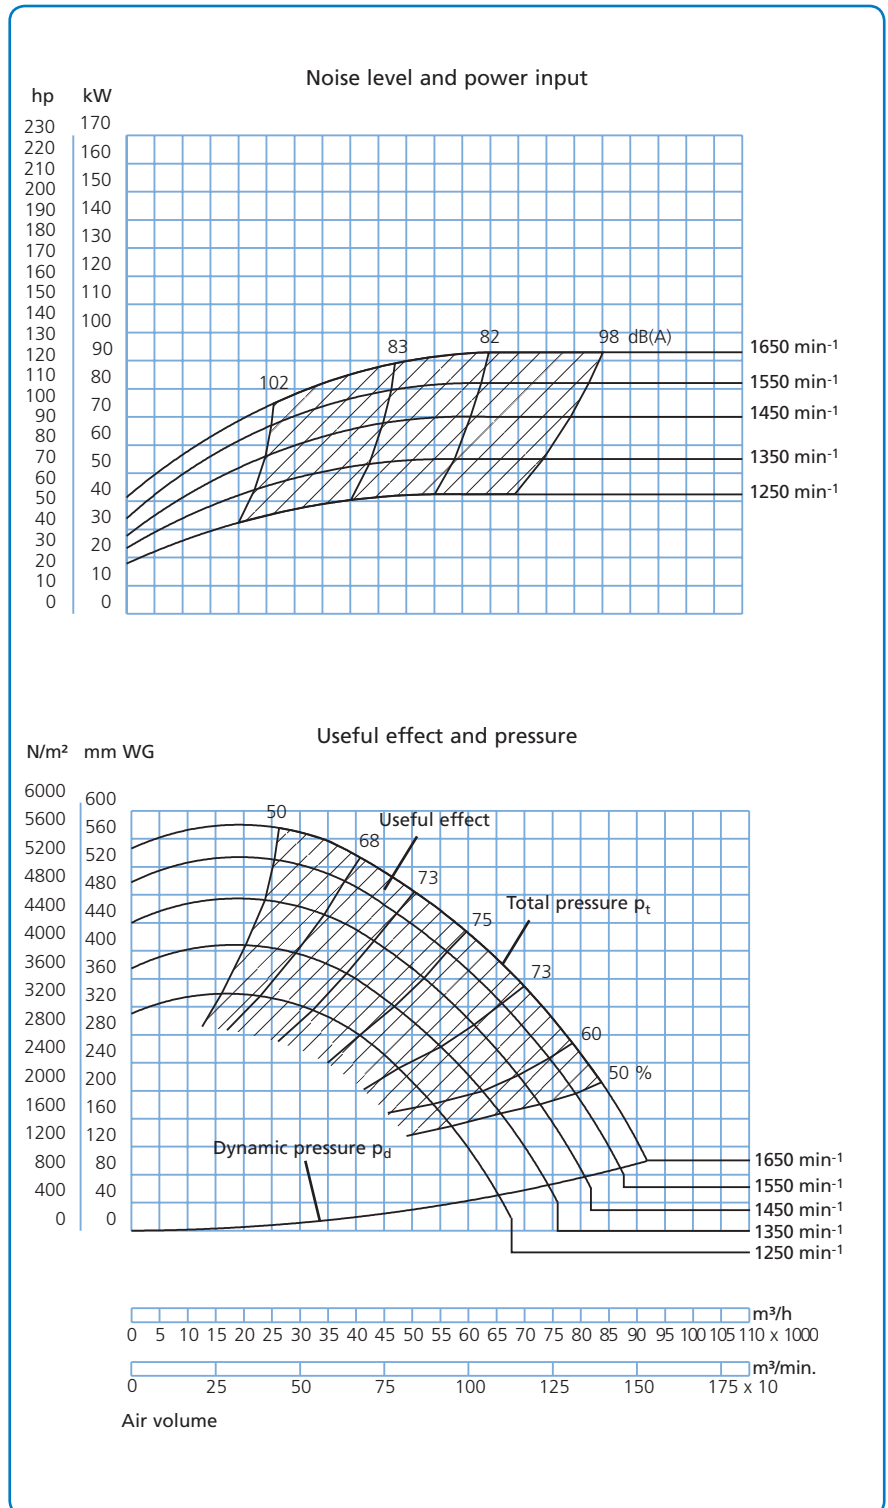 Noise level and power input
hp kW
230 170
220
210 160
200 150
190 140
180
170 130
160 120
150 110
140
130 100
120 90
110 80
100
90 70
80 60
70
60 50
50 40
40 30
30
20 20
10 10
0 0
102 83 82 98 dB(A)
1650 min-1
1550 min-1
1450 min-1
1350 min-1
1250 min-1
Useful effect and pressure
N/m² mm WG
6000 600
5600 560
5200 520
4800 480
4400 440
4000 400
3600 360
3200 320
2800 280
2400 240
2000 200
1600 160
1200 120
800 80
400 40
0 0
50
Useful effect
68
73
Total pressure pt
75
73
60
50 %
Dynamic pressure pd
1650 min-1
1550 min-1
1450 min-1
1350 min-1
1250 min-1
m³/h
0 5 10 15 20 25 30 35 40 45 50 55 60 65 70 75 80 85 90 95 100 105 110 x 1000
m³/min.
0 25 50 75 100 125 150 175 x 10
Air volume